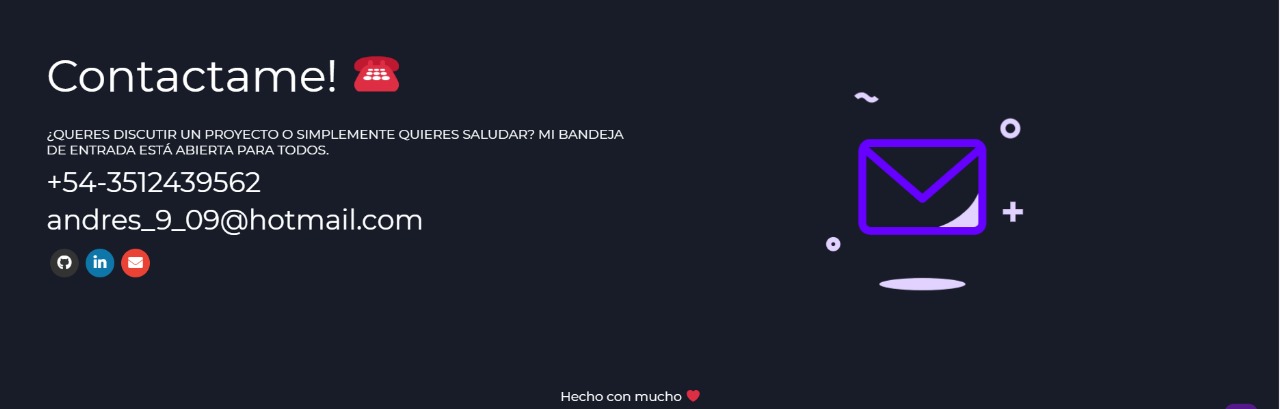 Contactame! ☎️
¿QUERES DISCUTIR UN PROYECTO O SIMPLEMENTE QUIERES SALUDAR? MI BANDEJA
DE ENTRADA ESTÁ ABIERTA PARA TODOS.
+54-3512439562
andres_9_09@hotmail.com
in
Hecho con mucho ❤️